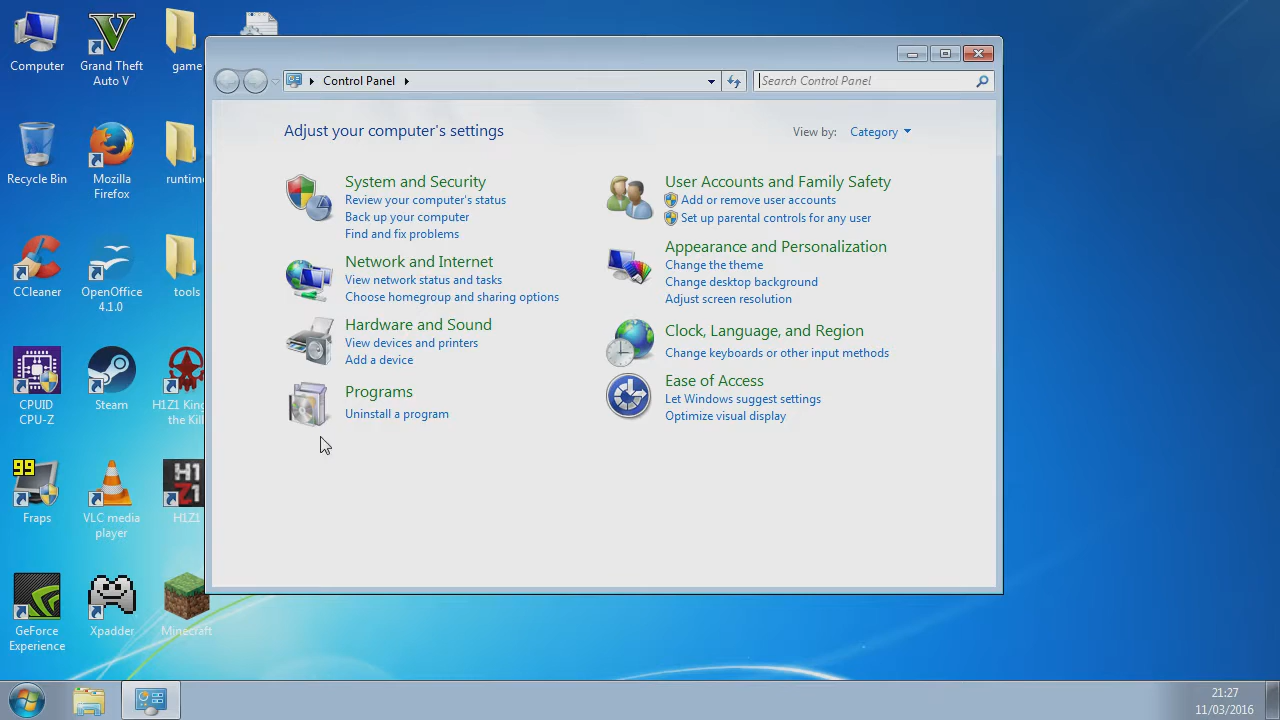 Computer
Grand Theft
Auto V
game
Recycle Bin
Mozilla
Firefox
runtime
CCleaner
OpenOffice
4.1.0
tools
CPUID
CPU-Z
Steam
H1Z1 King
the Kill
99
Fraps
VLC media
player
H1
Z1
H1Z1
GeForce
Experience
Xpadder
Minecraft
Control Panel
Search Control Panel
Adjust your computer's settings
View by: Category
System and Security
Review your computer's status
Back up your computer
Find and fix problems
Network and Internet
View network status and tasks
Choose homegroup and sharing options
Hardware and Sound
View devices and printers
Add a device
Programs
Uninstall a program
User Accounts and Family Safety
Add or remove user accounts
Set up parental controls for any user
Appearance and Personalization
Change the theme
Change desktop background
Adjust screen resolution
Clock, Language, and Region
Change keyboards or other input methods
Ease of Access
Let Windows suggest settings
Optimize visual display
21:27
11/03/2016